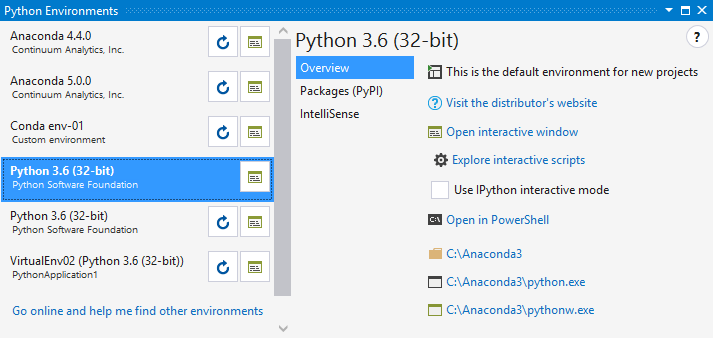 Python Environments
Anaconda 4.4.0
Continuum Analytics, Inc.
Anaconda 5.0.0
Continuum Analytics, Inc.
Conda env-01
Custom environment
Python 3.6 (32-bit)
Python Software Foundation
Python 3.6 (32-bit)
Python Software Foundation
VirtualEnv02 (Python 3.6 (32-bit))
PythonApplication1
Go online and help me find other environments
Python 3.6 (32-bit)
?
Overview
Packages (PyPI)
IntelliSense
This is the default environment for new projects
? Visit the distributor's website
Open interactive window
Explore interactive scripts
Use IPython interactive mode
C:\ Open in PowerShell
C:\Anaconda3
C:\Anaconda3\python.exe
C:\Anaconda3\pythonw.exe